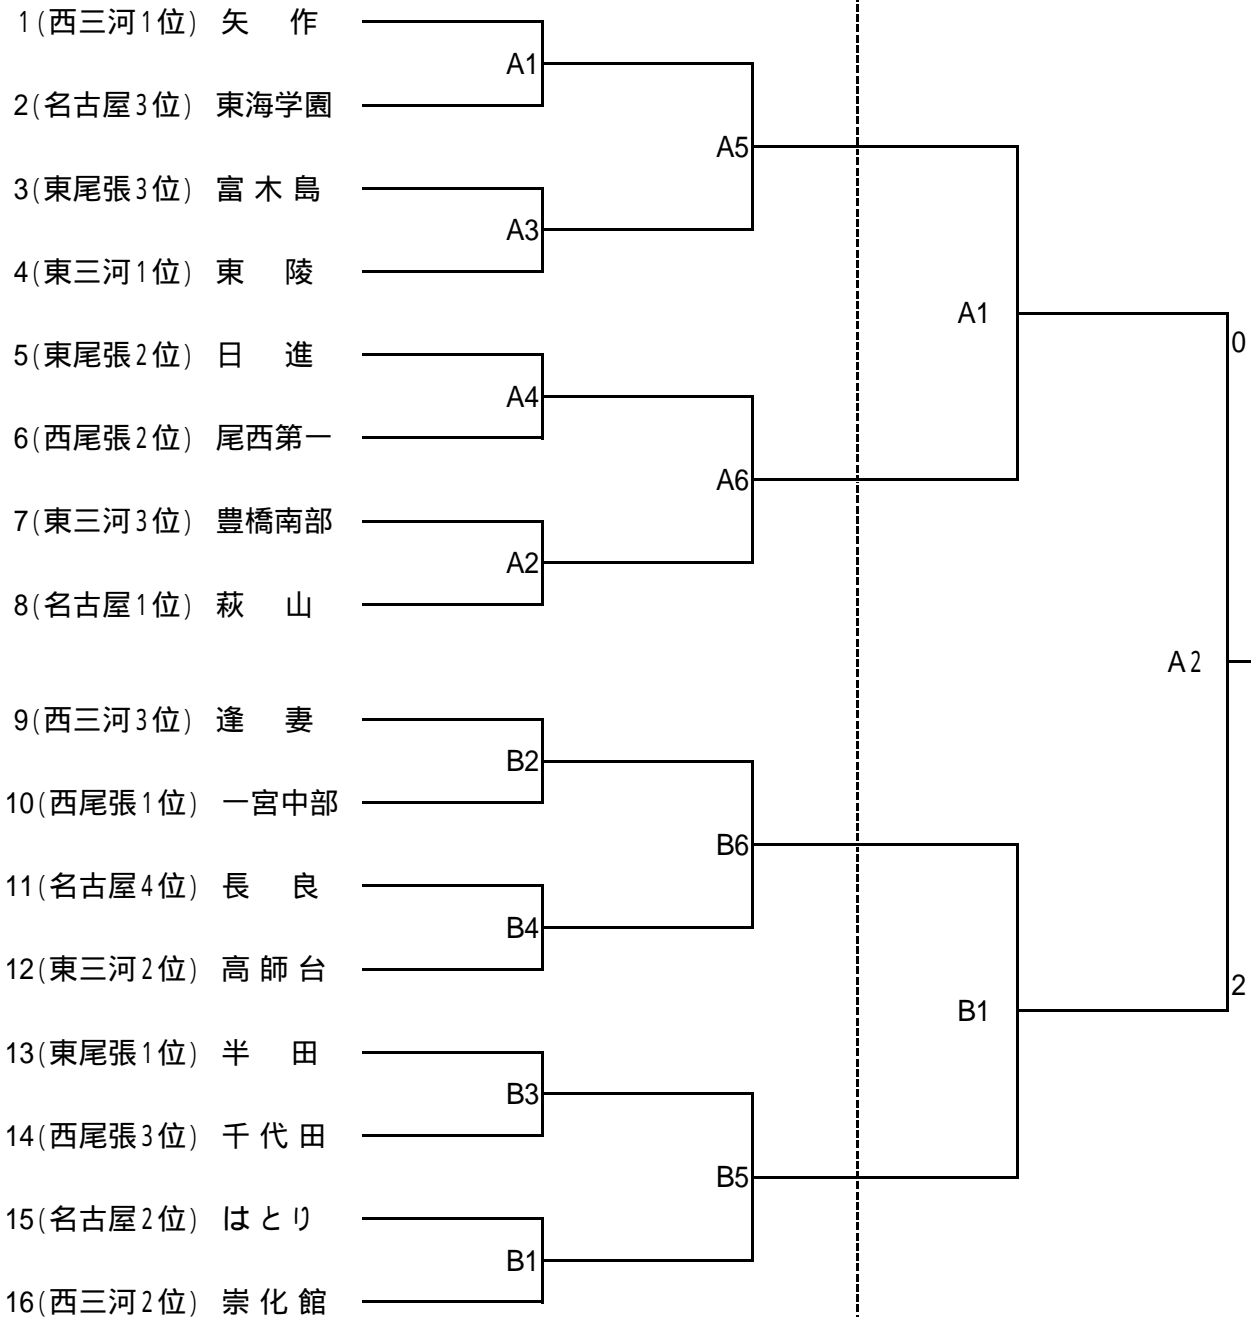 1(西三河1位) 矢 作
A1
2(名古屋3位) 東海学園
A5
3(東尾張3位) 富木島
A3
4(東三河1位) 東 陵
A1
0
5(東尾張2位) 日 進
A4
6(西尾張2位) 尾西第一
A6
7(東三河3位) 豊橋南部
A2
8(名古屋1位) 萩 山
A2
9(西三河3位) 逢 妻
B2
10(西尾張1位) 一宮中部
B6
11(名古屋4位) 長 良
B4
12(東三河2位) 高師台
2
B1
13(東尾張1位) 半 田
B3
14(西尾張3位) 千代田
B5
15(名古屋2位) はとり
B1
16(西三河2位) 崇化館